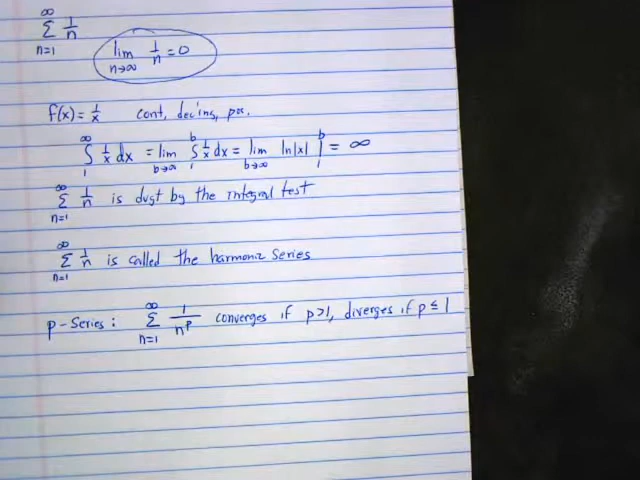 ∞
Σ 1/n
n=1
lim 1/n = 0
n→∞
f(x) = 1/x cont, dec'ing, pos.
∫₁^∞ 1/x dx = lim b→∞ ∫₁^b 1/x dx = lim b→∞ ln|x| |₁^b = ∞
∞
Σ 1/n is dvgt by the integral test
n=1
∞
Σ 1/n is called the harmonic series
n=1
∞
p-Series: Σ 1/n^p converges if p>1, diverges if p ≤ 1
n=1